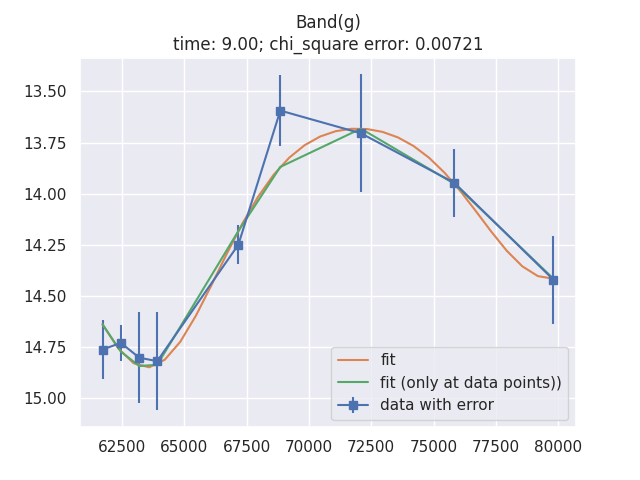 Band(g)
time: 9.00; chi_square error: 0.00721
13.50
13.75
14.00
14.25
14.50
14.75
15.00
fit
fit (only at data points))
data with error
62500 65000 67500 70000 72500 75000 77500 80000